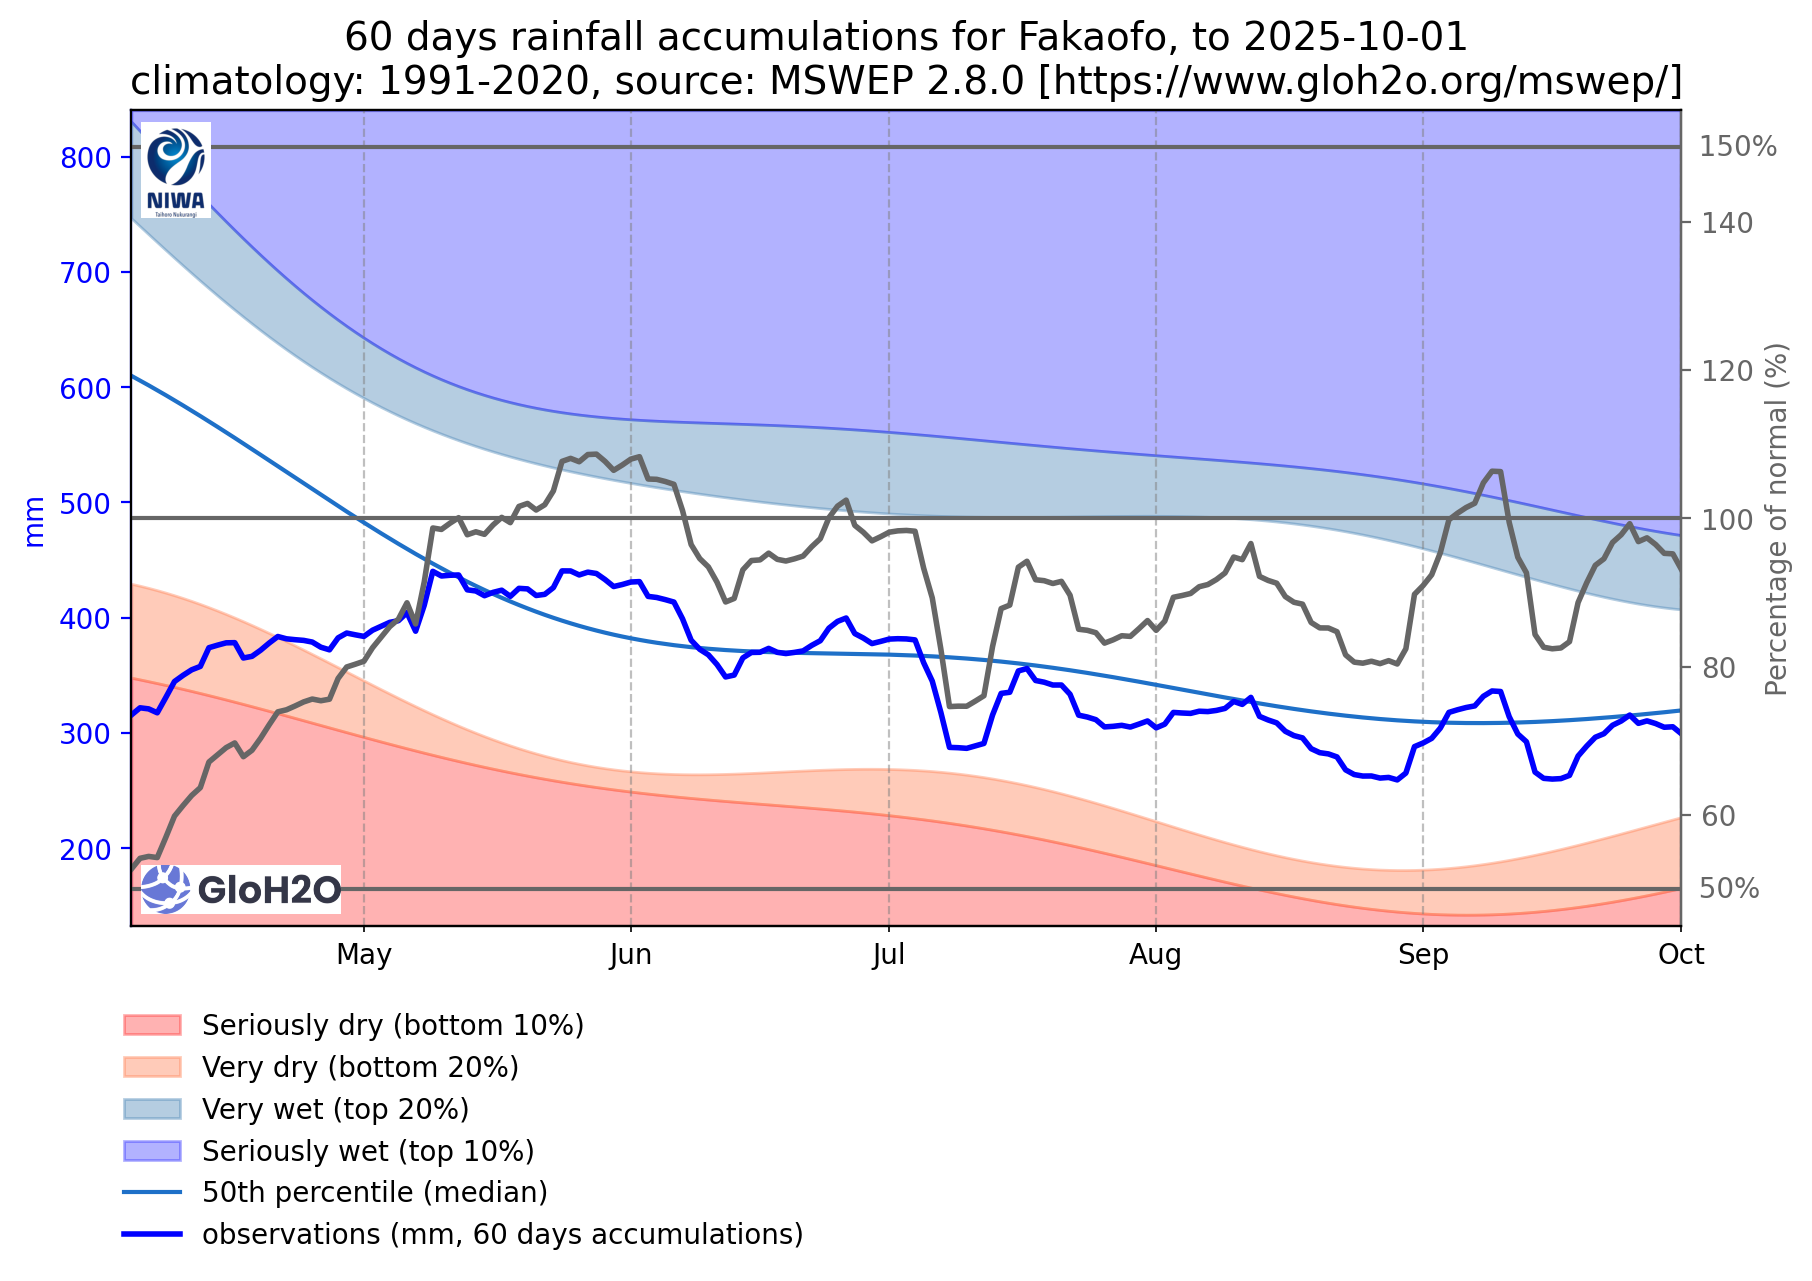 60 days rainfall accumulations for Fakaofo, to 2025-10-01
climatology: 1991-2020, source: MSWEP 2.8.0 [https://www.gloh2o.org/mswep/]
800
700
600
500
400
300
200
mm
150%
140
120
100
80
60
50%
Percentage of normal (%)
NIWA
Taihoro Nukurangi
GloH2O
May
Jun
Jul
Aug
Sep
Oct
Seriously dry (bottom 10%)
Very dry (bottom 20%)
Very wet (top 20%)
Seriously wet (top 10%)
50th percentile (median)
observations (mm, 60 days accumulations)